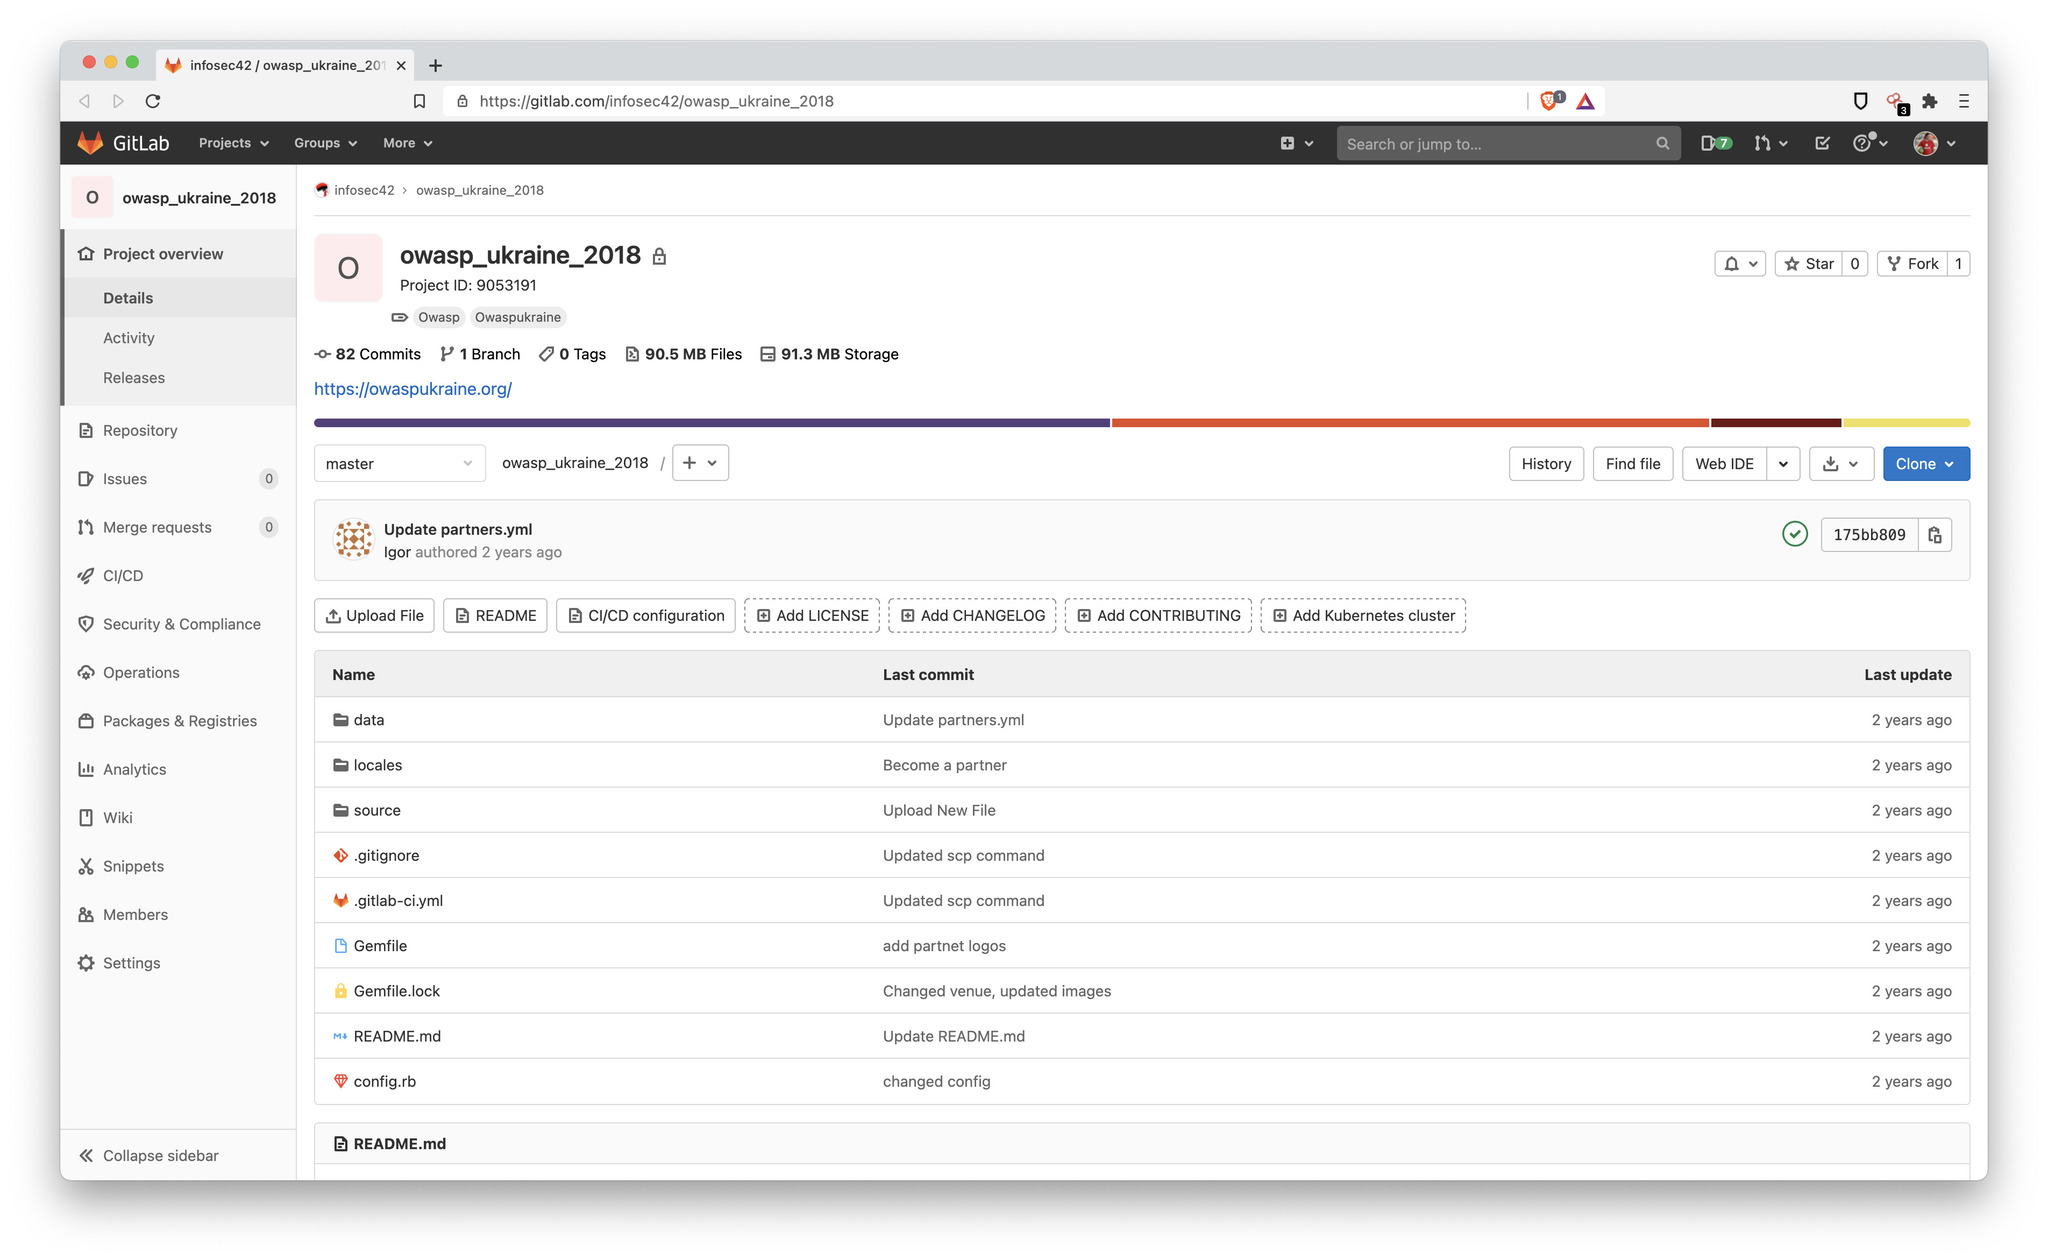 infosec42 / owasp_ukraine_201
https://gitlab.com/infosec42/owasp_ukraine_2018
1
3
GitLab Projects Groups More Search or jump to... 7
O owasp_ukraine_2018
Project overview
Details
Activity
Releases
Repository
Issues 0
Merge requests 0
CI/CD
Security & Compliance
Operations
Packages & Registries
Analytics
Wiki
Snippets
Members
Settings
Collapse sidebar
infosec42 › owasp_ukraine_2018
O
owasp_ukraine_2018
Project ID: 9053191
Owasp Owaspukraine
Star 0 Fork 1
82 Commits 1 Branch 0 Tags 90.5 MB Files 91.3 MB Storage
https://owaspukraine.org/
master owasp_ukraine_2018 / + History Find file Web IDE Clone
Update partners.yml
Igor authored 2 years ago
175bb809
Upload File README CI/CD configuration Add LICENSE Add CHANGELOG Add CONTRIBUTING Add Kubernetes cluster
Name Last commit Last update
data Update partners.yml 2 years ago
locales Become a partner 2 years ago
source Upload New File 2 years ago
.gitignore Updated scp command 2 years ago
.gitlab-ci.yml Updated scp command 2 years ago
Gemfile add partnet logos 2 years ago
Gemfile.lock Changed venue, updated images 2 years ago
README.md Update README.md 2 years ago
config.rb changed config 2 years ago
README.md